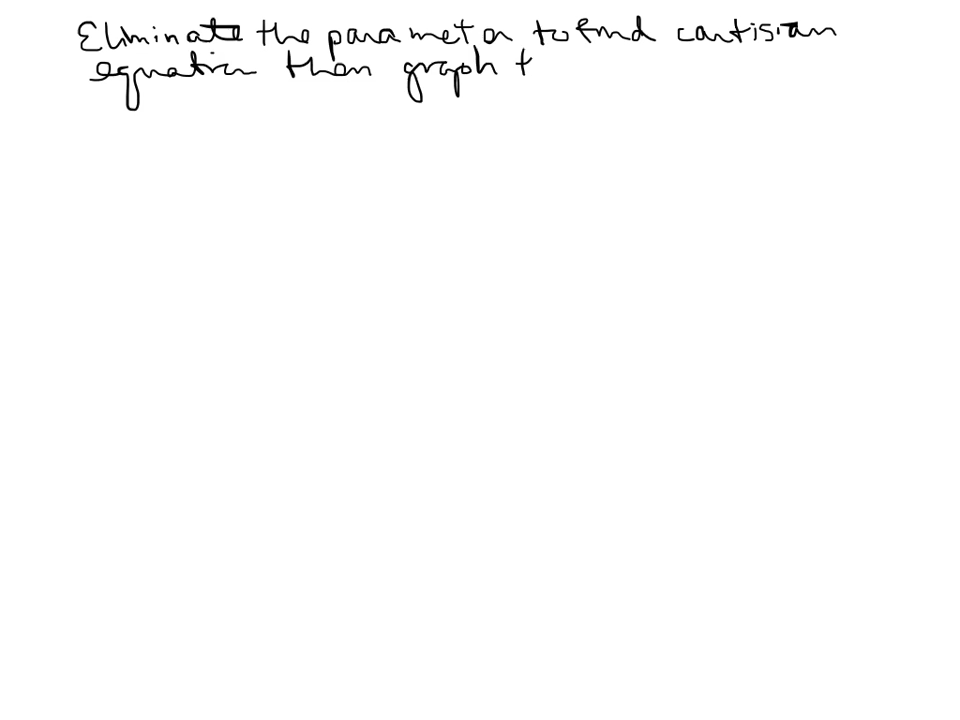 Eliminate the parameter to find cartisian
equation then graph t